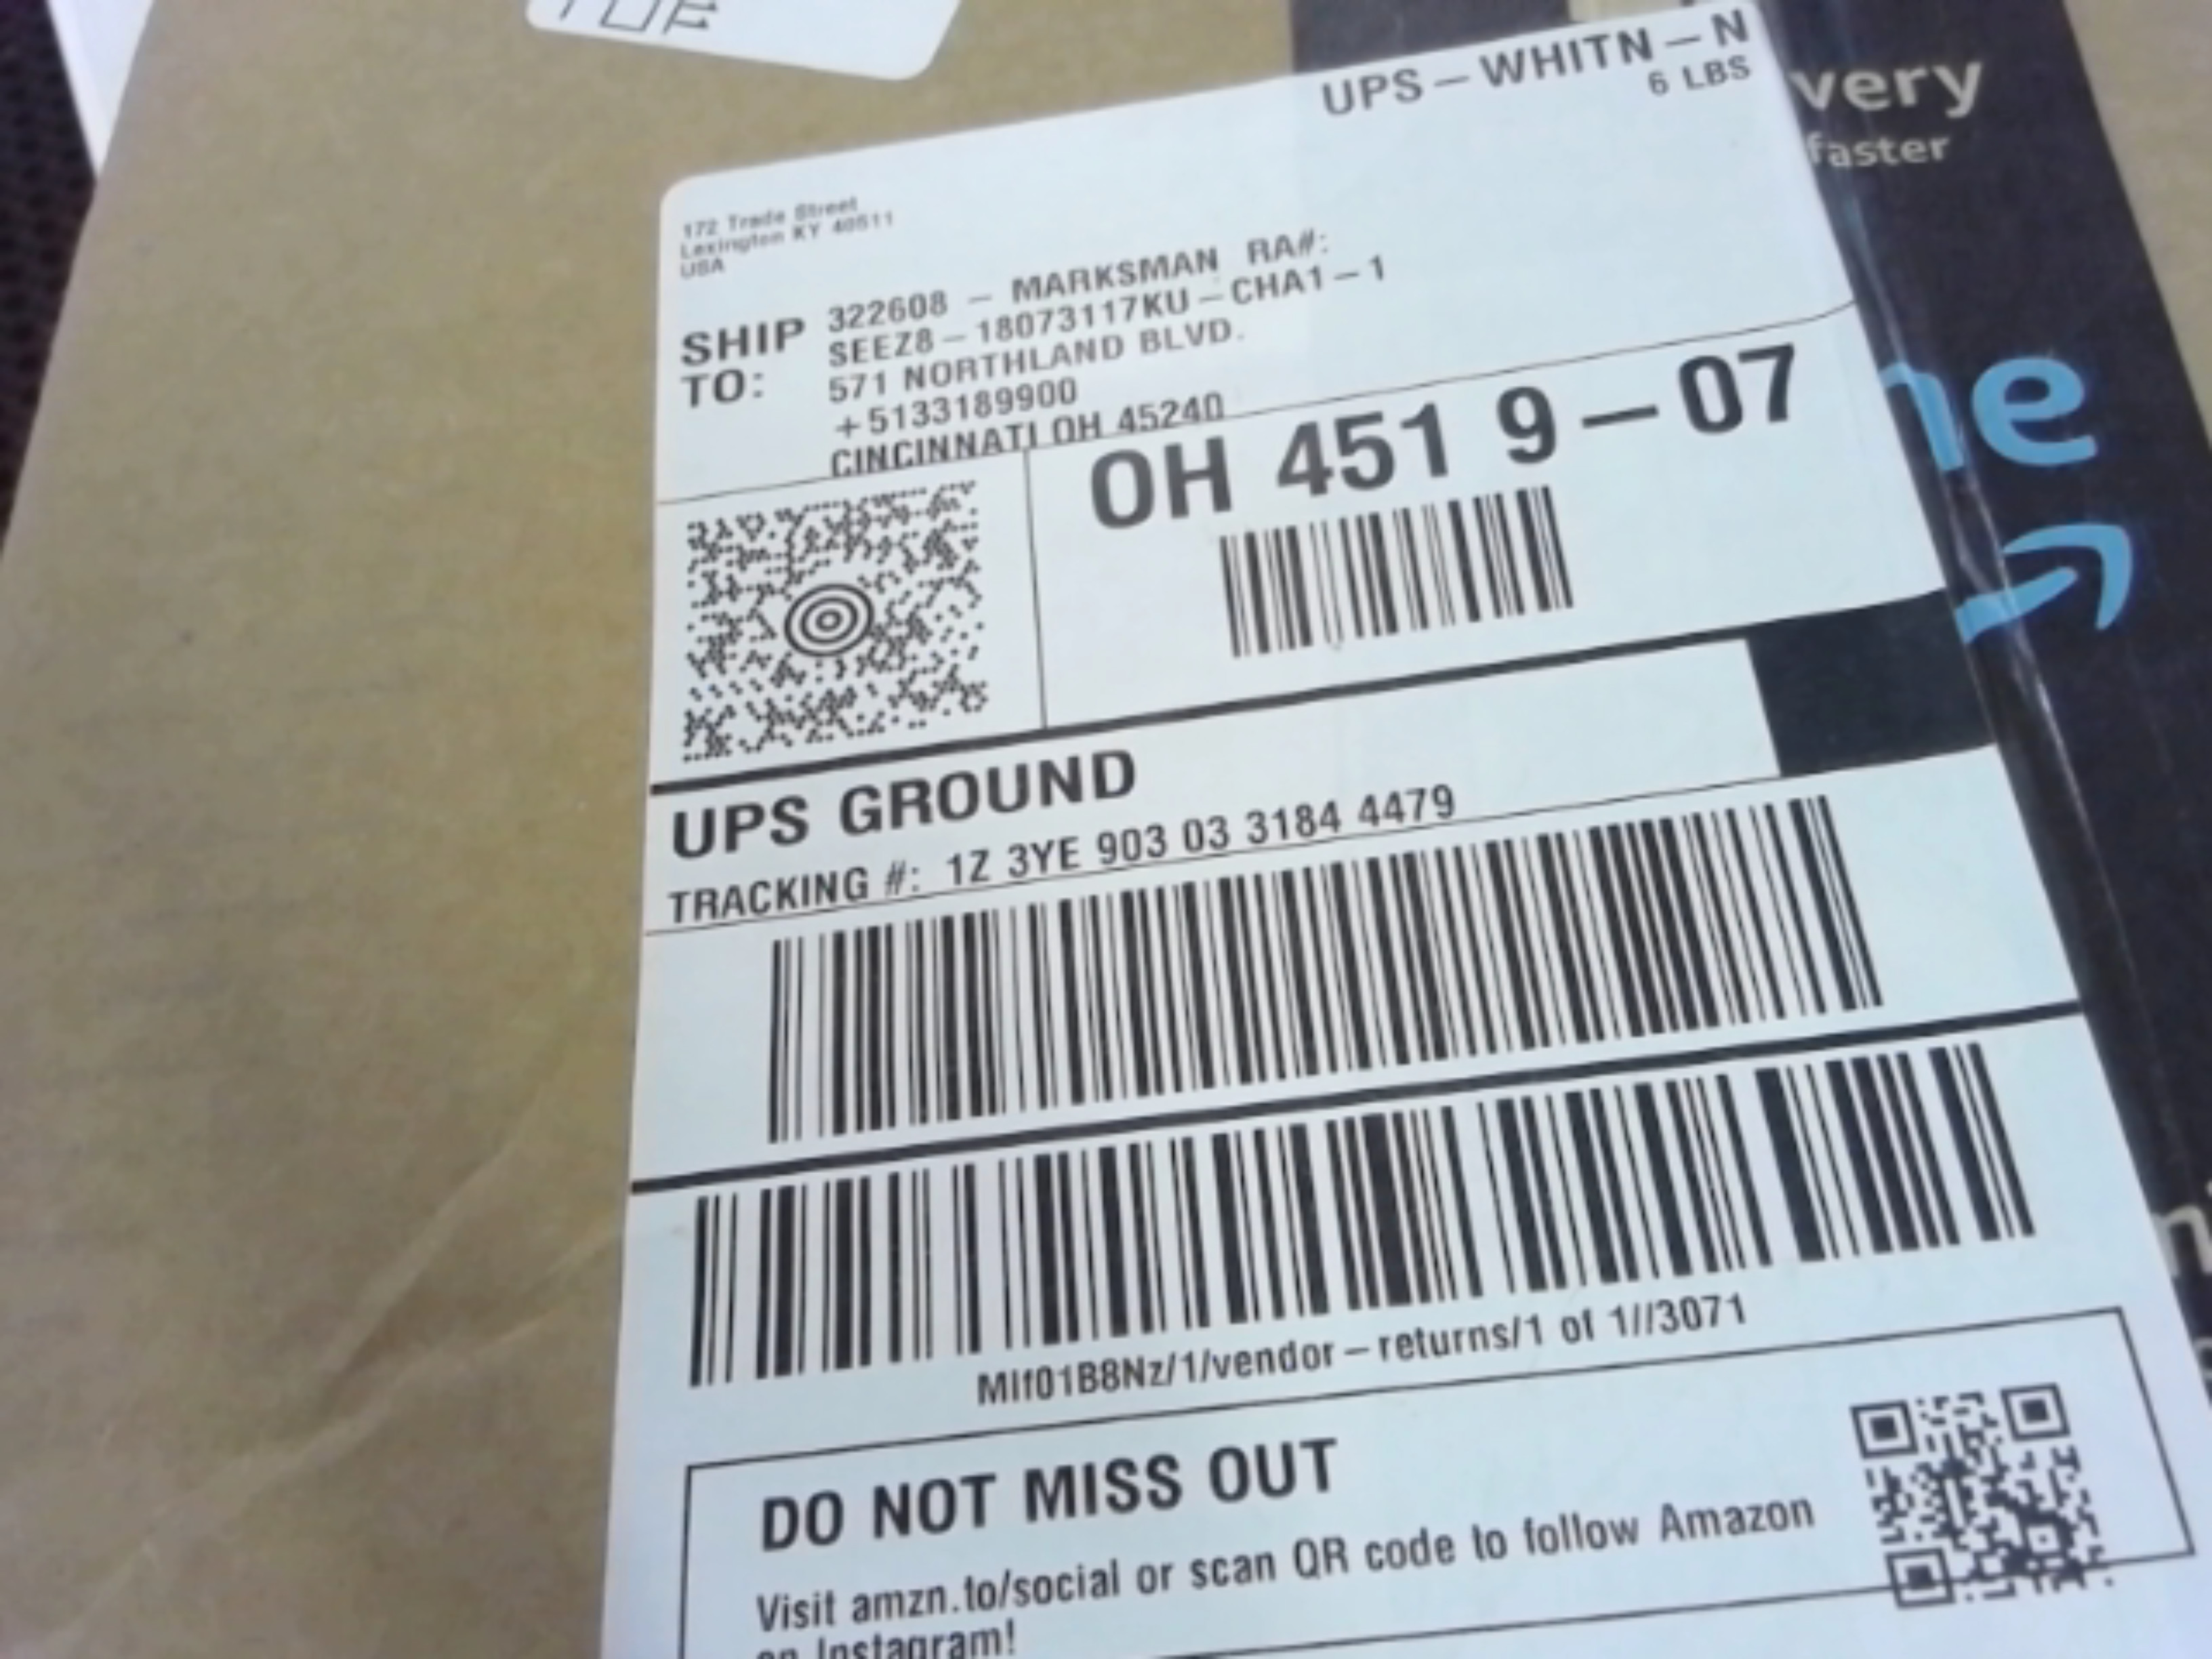 UPS-WHITN-N
6 LBS
very
faster
172 Trade Street
Lexington KY 40511
USA
SHIP
TO:
322608 - MARKSMAN RA#:
SEEZ8-18073117KU-CHA1-1
571 NORTHLAND BLVD.
+5133189900
CINCINNATI OH 45240
OH 451 9-07
UPS GROUND
TRACKING #: 1Z 3YE 903 03 3184 4479
MIf01B8Nz/1/vendor-returns/1 of 1//3071
DO NOT MISS OUT
Visit amzn.to/social or scan QR code to follow Amazon
on Instagram!